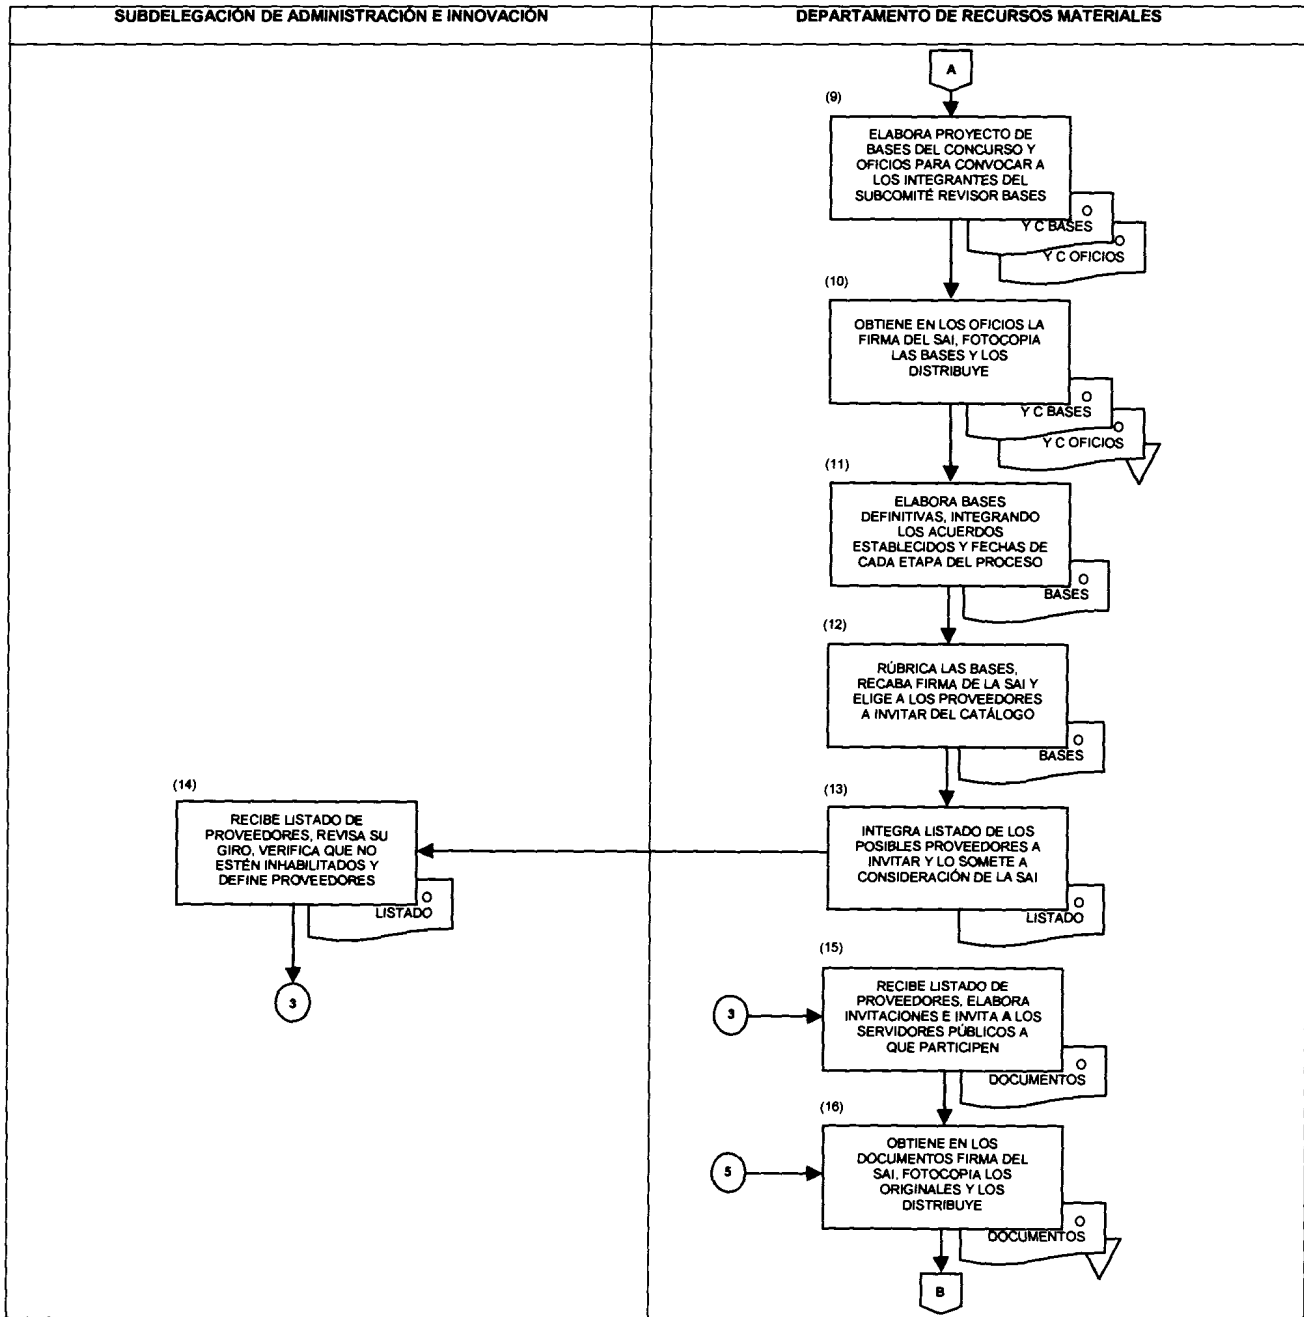 SUBDELEGACIÓN DE ADMINISTRACIÓN E INNOVACIÓN
DEPARTAMENTO DE RECURSOS MATERIALES
A
(9)
ELABORA PROYECTO DE
BASES DEL CONCURSO Y
OFICIOS PARA CONVOCAR A
LOS INTEGRANTES DEL
SUBCOMITÉ REVISOR BASES
O
Y C BASES
O
Y C OFICIOS
(10)
OBTIENE EN LOS OFICIOS LA
FIRMA DEL SAI, FOTOCOPIA
LAS BASES Y LOS
DISTRIBUYE
O
Y C BASES
O
Y C OFICIOS
(11)
ELABORA BASES
DEFINITIVAS, INTEGRANDO
LOS ACUERDOS
ESTABLECIDOS Y FECHAS DE
CADA ETAPA DEL PROCESO
O
BASES
(12)
RÚBRICA LAS BASES,
RECABA FIRMA DE LA SAI Y
ELIGE A LOS PROVEEDORES
A INVITAR DEL CATÁLOGO
O
BASES
(13)
INTEGRA LISTADO DE LOS
POSIBLES PROVEEDORES A
INVITAR Y LO SOMETE A
CONSIDERACIÓN DE LA SAI
O
LISTADO
(14)
RECIBE LISTADO DE
PROVEEDORES, REVISA SU
GIRO, VERIFICA QUE NO
ESTÉN INHABILITADOS Y
DEFINE PROVEEDORES
O
LISTADO
3
(15)
3
RECIBE LISTADO DE
PROVEEDORES, ELABORA
INVITACIONES E INVITA A LOS
SERVIDORES PÚBLICOS A
QUE PARTICIPEN
O
DOCUMENTOS
(16)
5
OBTIENE EN LOS
DOCUMENTOS FIRMA DEL
SAI, FOTOCOPIA LOS
ORIGINALES Y LOS
DISTRIBUYE
O
DOCUMENTOS
B